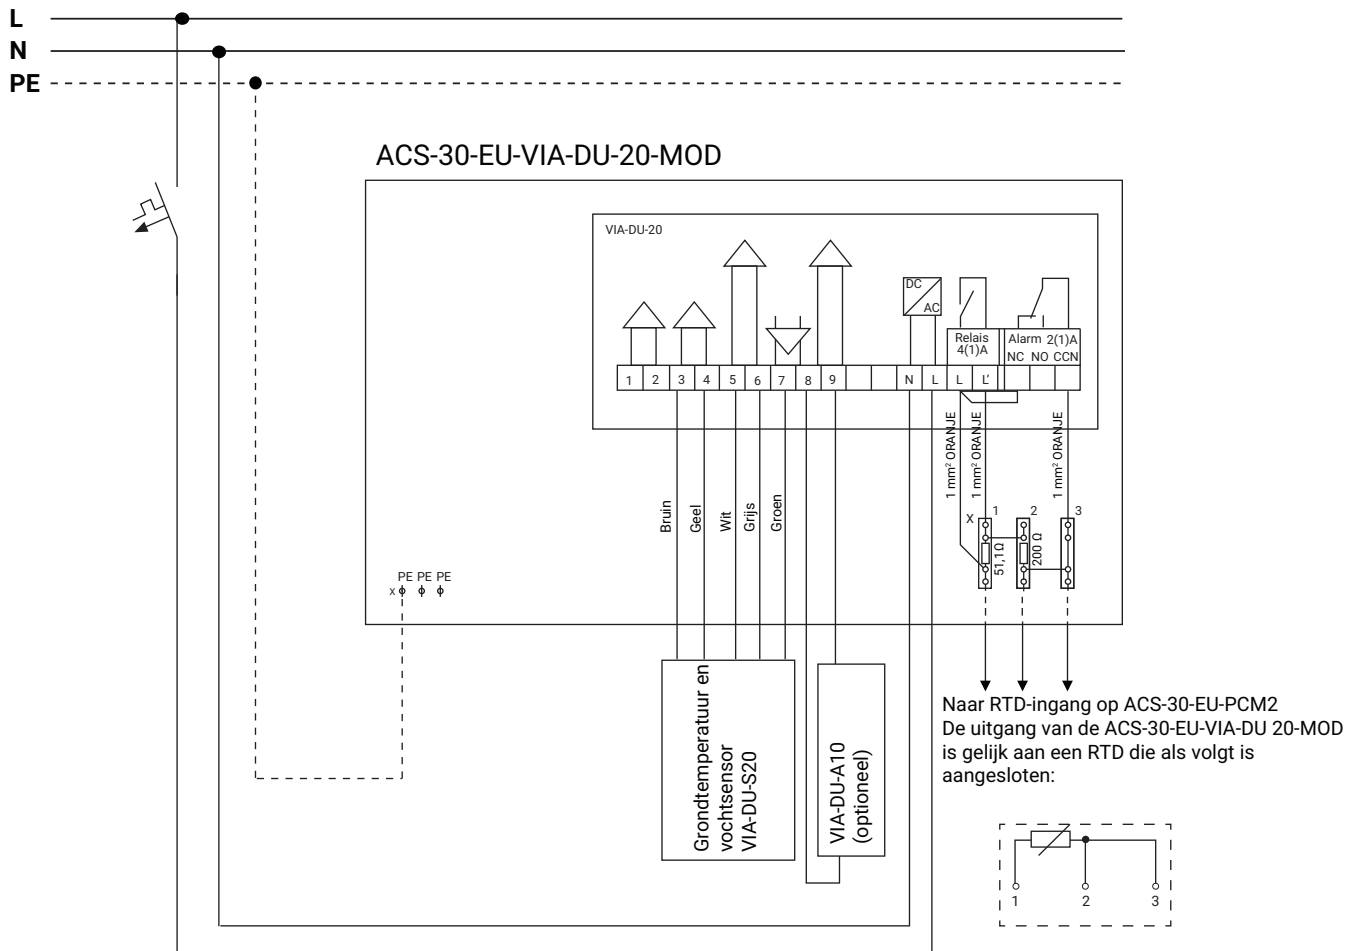 L
N
PE
ACS-30-EU-VIA-DU-20-MOD
VIA-DU-20
DC
AC
Relais
4(1)A
Alarm 2(1)A
NC NO CCN
1 2 3 4 5 6 7 8 9 N L L L'
Bruin
Geel
Wit
Grijs
Groen
1 mm² ORANJE
1 mm² ORANJE
1 mm² ORANJE
X 1 2 3
51,1 Ω
200 Ω
PE PE PE
x
Grondtemperatuur en
vochtsensor
VIA-DU-S20
VIA-DU-A10
(optioneel)
Naar RTD-ingang op ACS-30-EU-PCM2
De uitgang van de ACS-30-EU-VIA-DU 20-MOD
is gelijk aan een RTD die als volgt is
aangesloten:
1 2 3